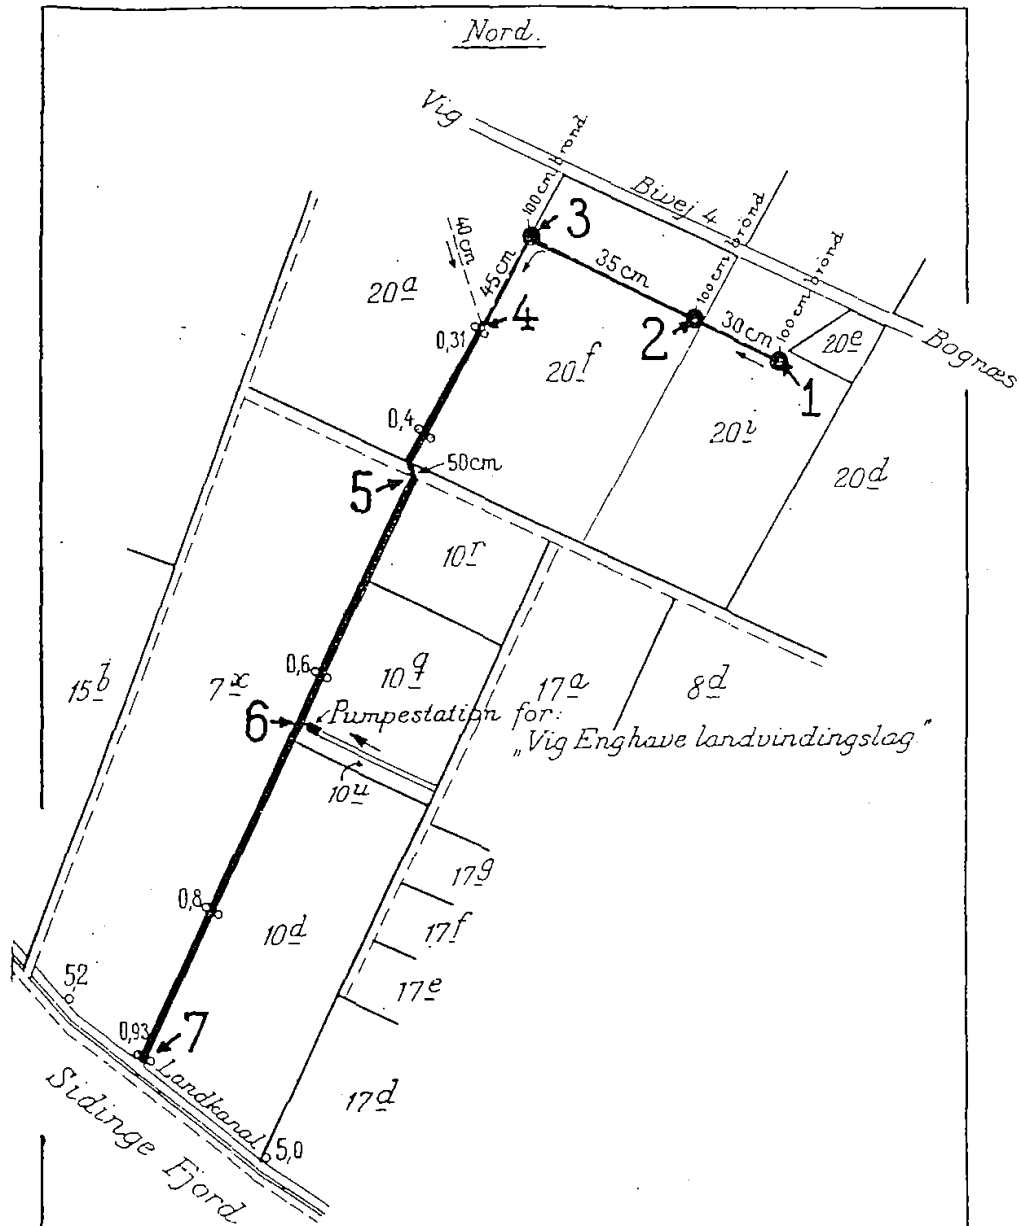 Nord.
Vig
Bivej 4
Bognæs
100 cm brønd.
100 cm brønd
100 cm brønd.
3
40 cm
45 cm
35 cm
30 cm
2
1
4
20a
0,31
20f
20e
20i
20d
0,4
50 cm
5
10r
0,6
10q
15b
7x
17a
8d
6
Pumpestation for:
„Vig Enghave landvindingslag"
10u
17g
0,8
10d
17f
17e
52
0,93
7
Landkanal
17d
5,0
Sidinge Fjord